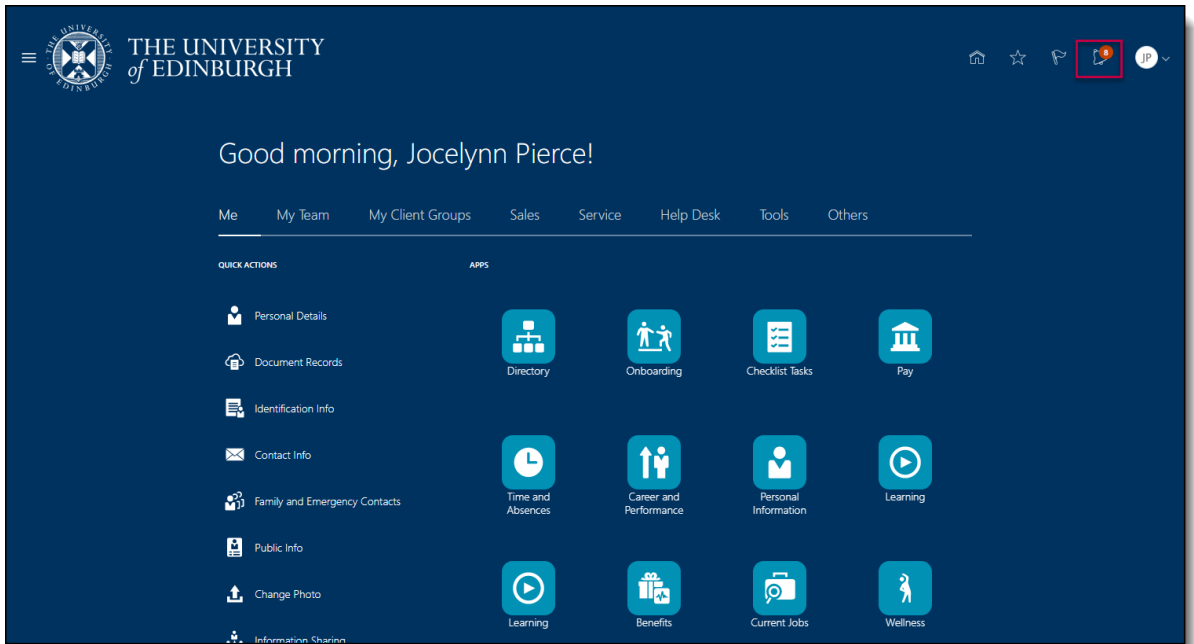 THE UNIVERSITY
of EDINBURGH
8
JP
Good morning, Jocelynn Pierce!
Me My Team My Client Groups Sales Service Help Desk Tools Others
QUICK ACTIONS
APPS
Personal Details
Document Records
Identification Info
Contact Info
Family and Emergency Contacts
Public Info
Change Photo
Information Sharing
Directory Onboarding Checklist Tasks Pay
Time and Absences Career and Performance Personal Information Learning
Learning Benefits Current Jobs Wellness